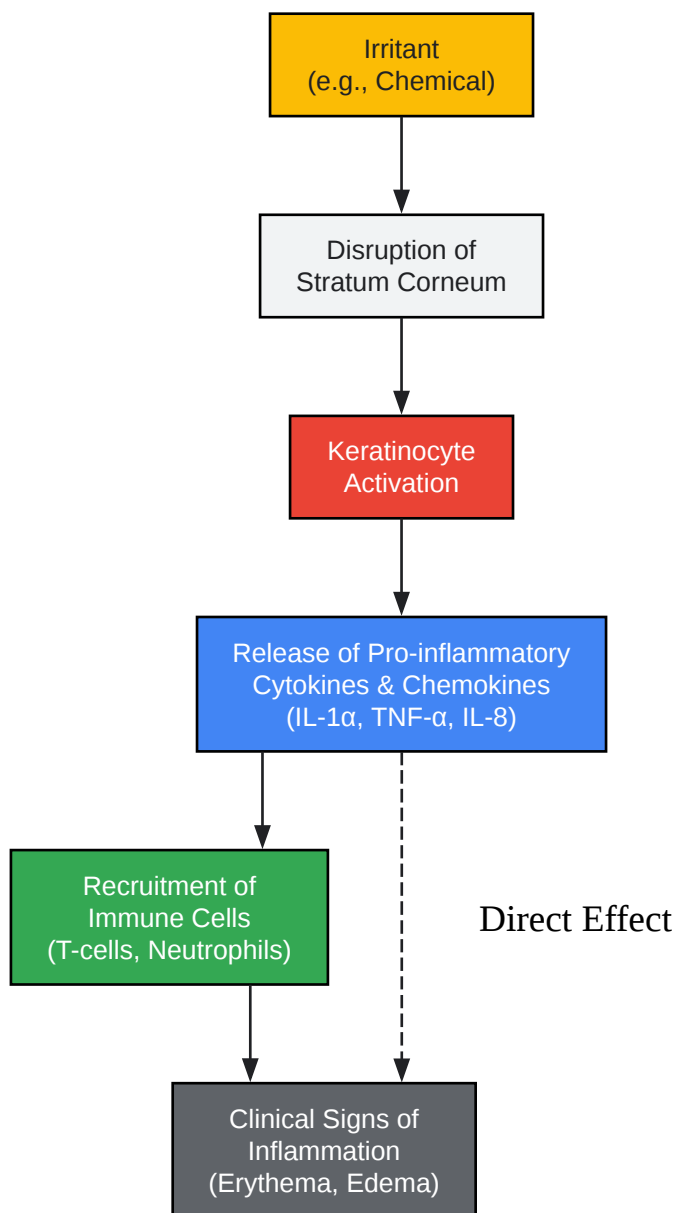 Irritant
(e.g., Chemical)
Disruption of
Stratum Corneum
Keratinocyte
Activation
Release of Pro-inflammatory
Cytokines & Chemokines
(IL-1α, TNF-α, IL-8)
Recruitment of
Immune Cells
(T-cells, Neutrophils)
Direct Effect
Clinical Signs of
Inflammation
(Erythema, Edema)